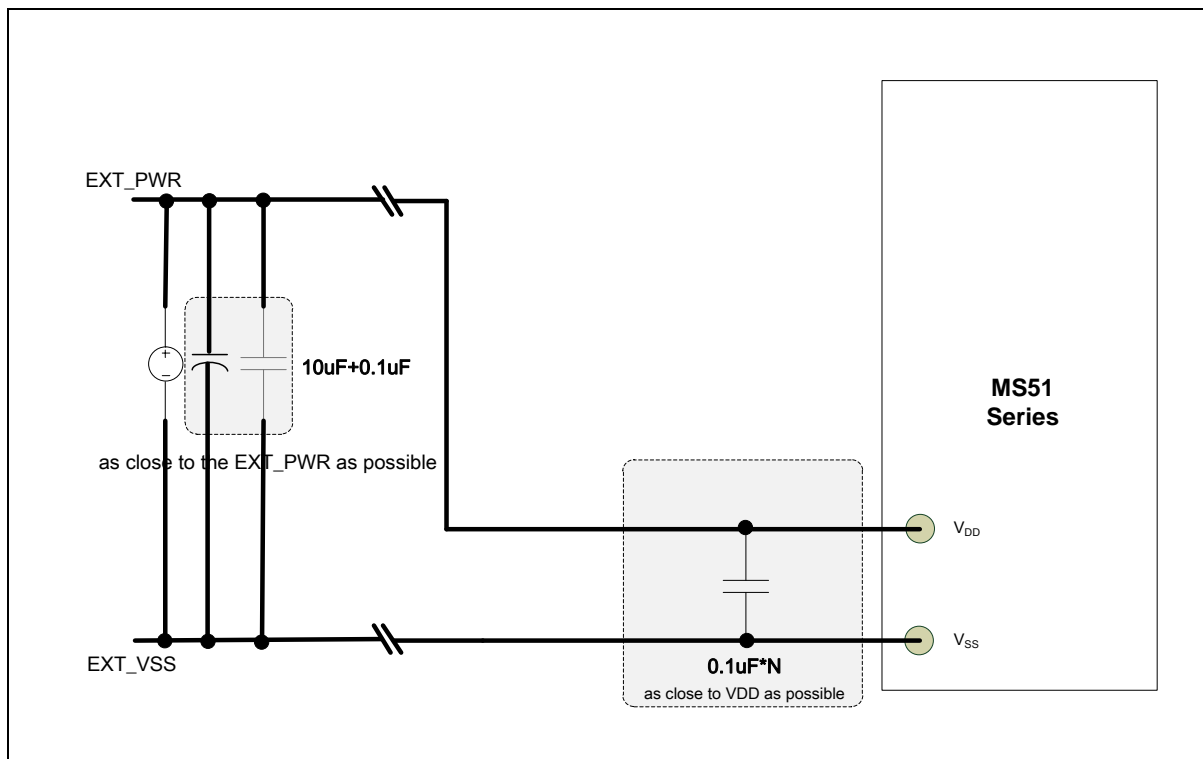 EXT_PWR
10uF+0.1uF
as close to the EXT_PWR as possible
EXT_VSS
MS51
Series
VDD
VSS
0.1uF*N
as close to VDD as possible